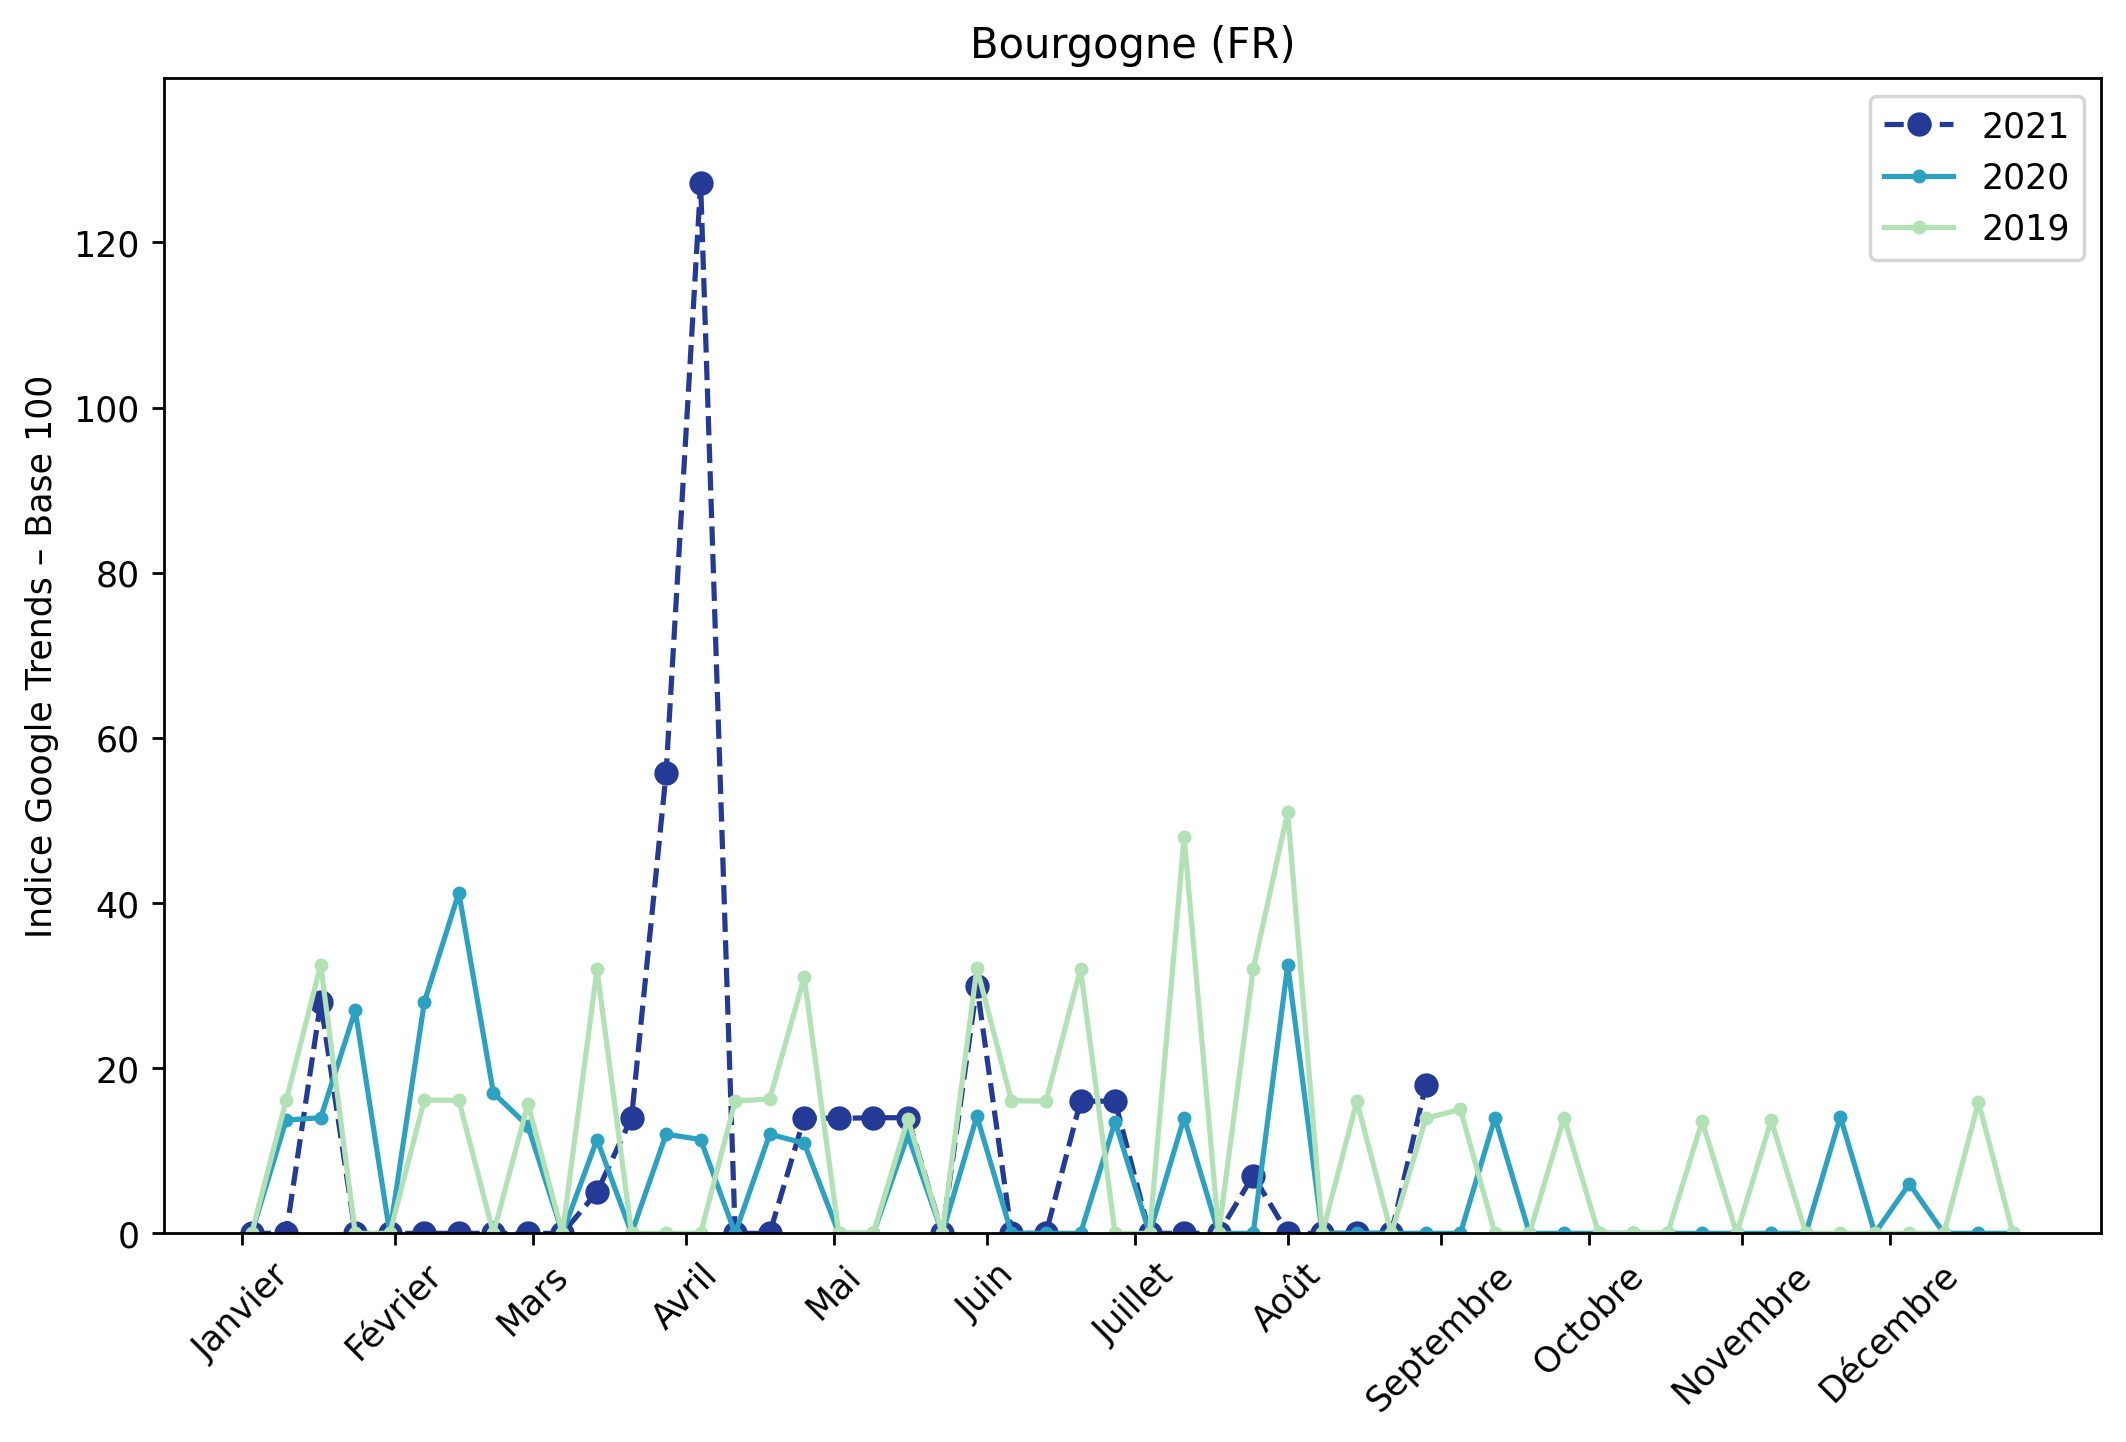 Bourgogne (FR)
Indice Google Trends – Base 100
120
100
80
60
40
20
0
2021
2020
2019
Janvier
Février
Mars
Avril
Mai
Juin
Juillet
Août
Septembre
Octobre
Novembre
Décembre